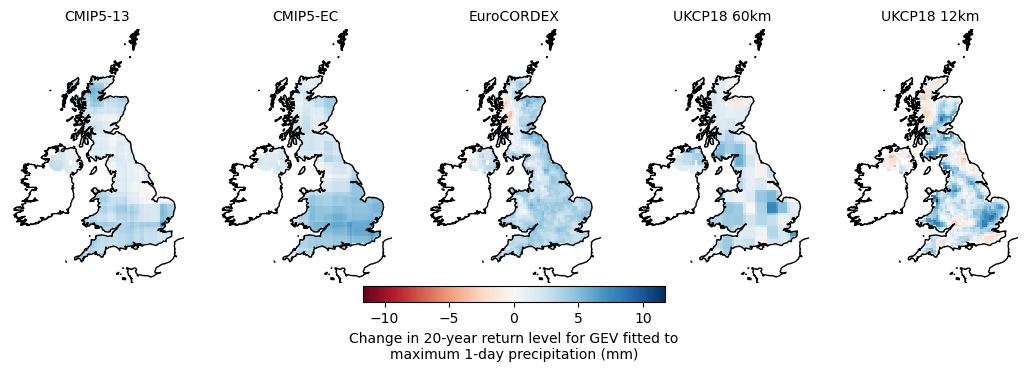 CMIP5-13
CMIP5-EC
EuroCORDEX
UKCP18 60km
UKCP18 12km
−10
−5
0
5
10
Change in 20-year return level for GEV fitted to
maximum 1-day precipitation (mm)